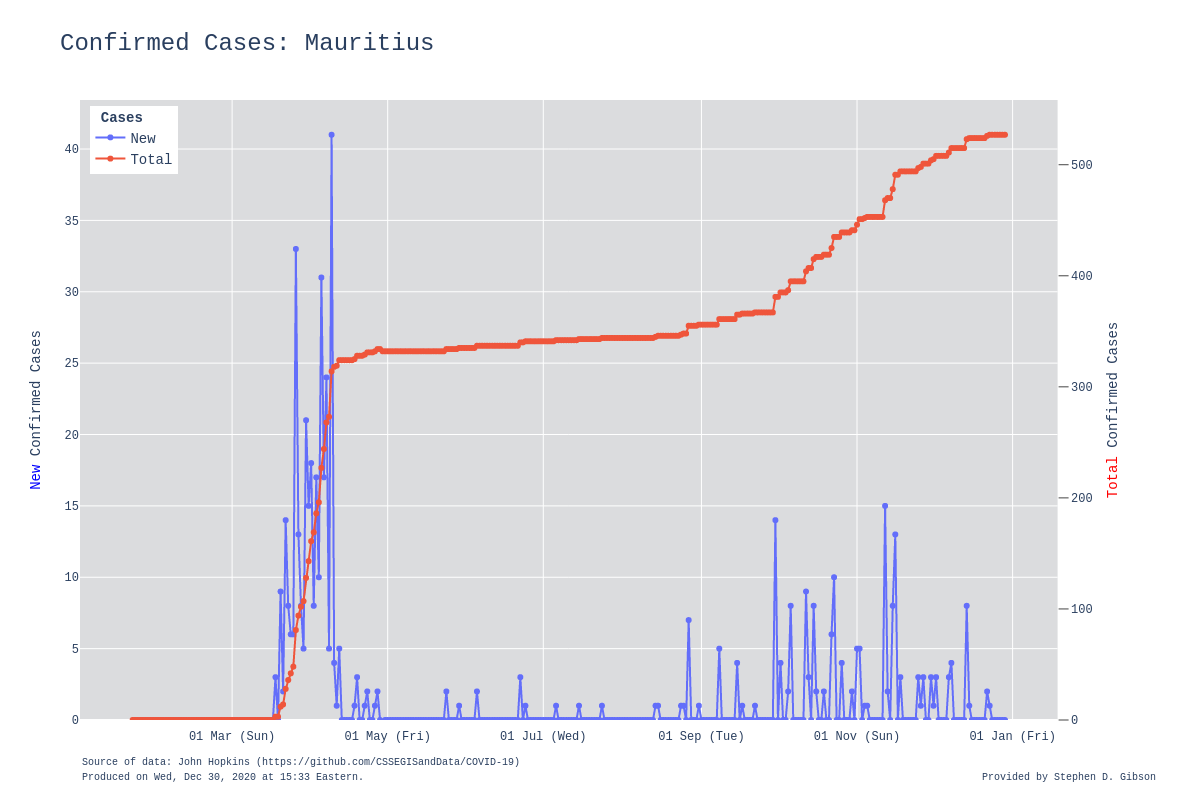 Confirmed Cases: Mauritius
Cases
New
Total
40
35
30
25
20
15
10
5
0
500
400
300
200
100
0
New Confirmed Cases
Total Confirmed Cases
01 Mar (Sun)
01 May (Fri)
01 Jul (Wed)
01 Sep (Tue)
01 Nov (Sun)
01 Jan (Fri)
Source of data: John Hopkins (https://github.com/CSSEGISandData/COVID-19)
Produced on Wed, Dec 30, 2020 at 15:33 Eastern.
Provided by Stephen D. Gibson